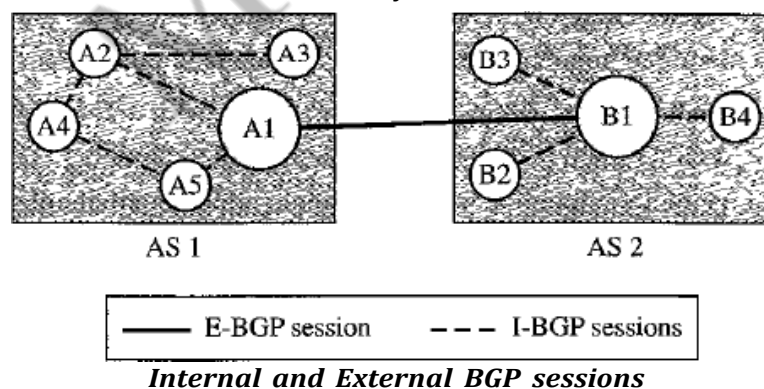 A2 A3 B3
A4 A1 B1 B4
A5 B2
AS 1 AS 2
E-BGP session I-BGP sessions
Internal and External BGP sessions